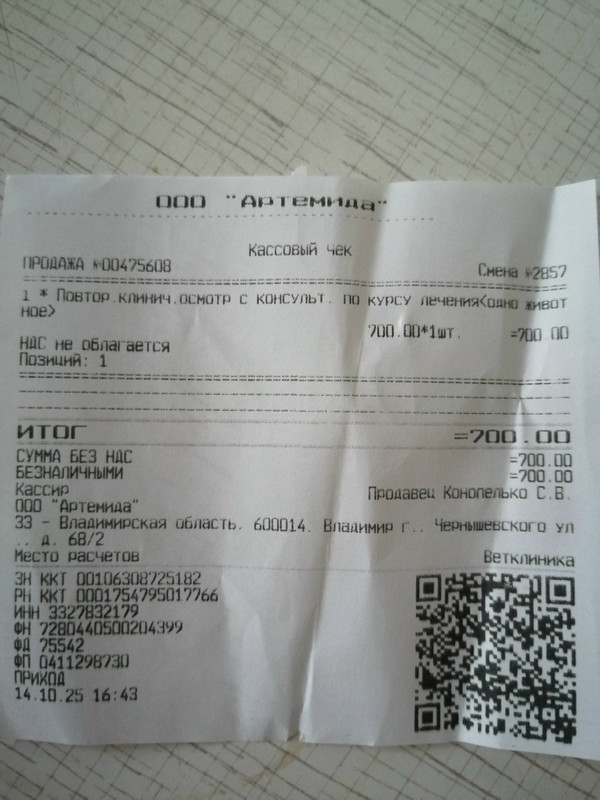 ООО "Артемида"
Кассовый чек
ПРОДАЖА №00475608 Смена №2857
1 * Повтор.клинич.осмотр с консульт. по курсу лечения<одно живот
ное>
700.00*1шт. =700.00
НДС не облагается
Позиций: 1
ИТОГ =700.00
СУММА БЕЗ НДС =700.00
БЕЗНАЛИЧНЫМИ =700.00
Кассир Продавец Конопелько С.В.
ООО "Артемида"
33 - Владимирская область, 600014, Владимир г., Чернышевского ул
., д. 68/2
Место расчетов Ветклиника
ЗН ККТ 00106308725182
РН ККТ 0001754795017766
ИНН 3327832179
ФН 7280440500204399
ФД 75542
ФП 0411298730
ПРИХОД
14.10.25 16:43